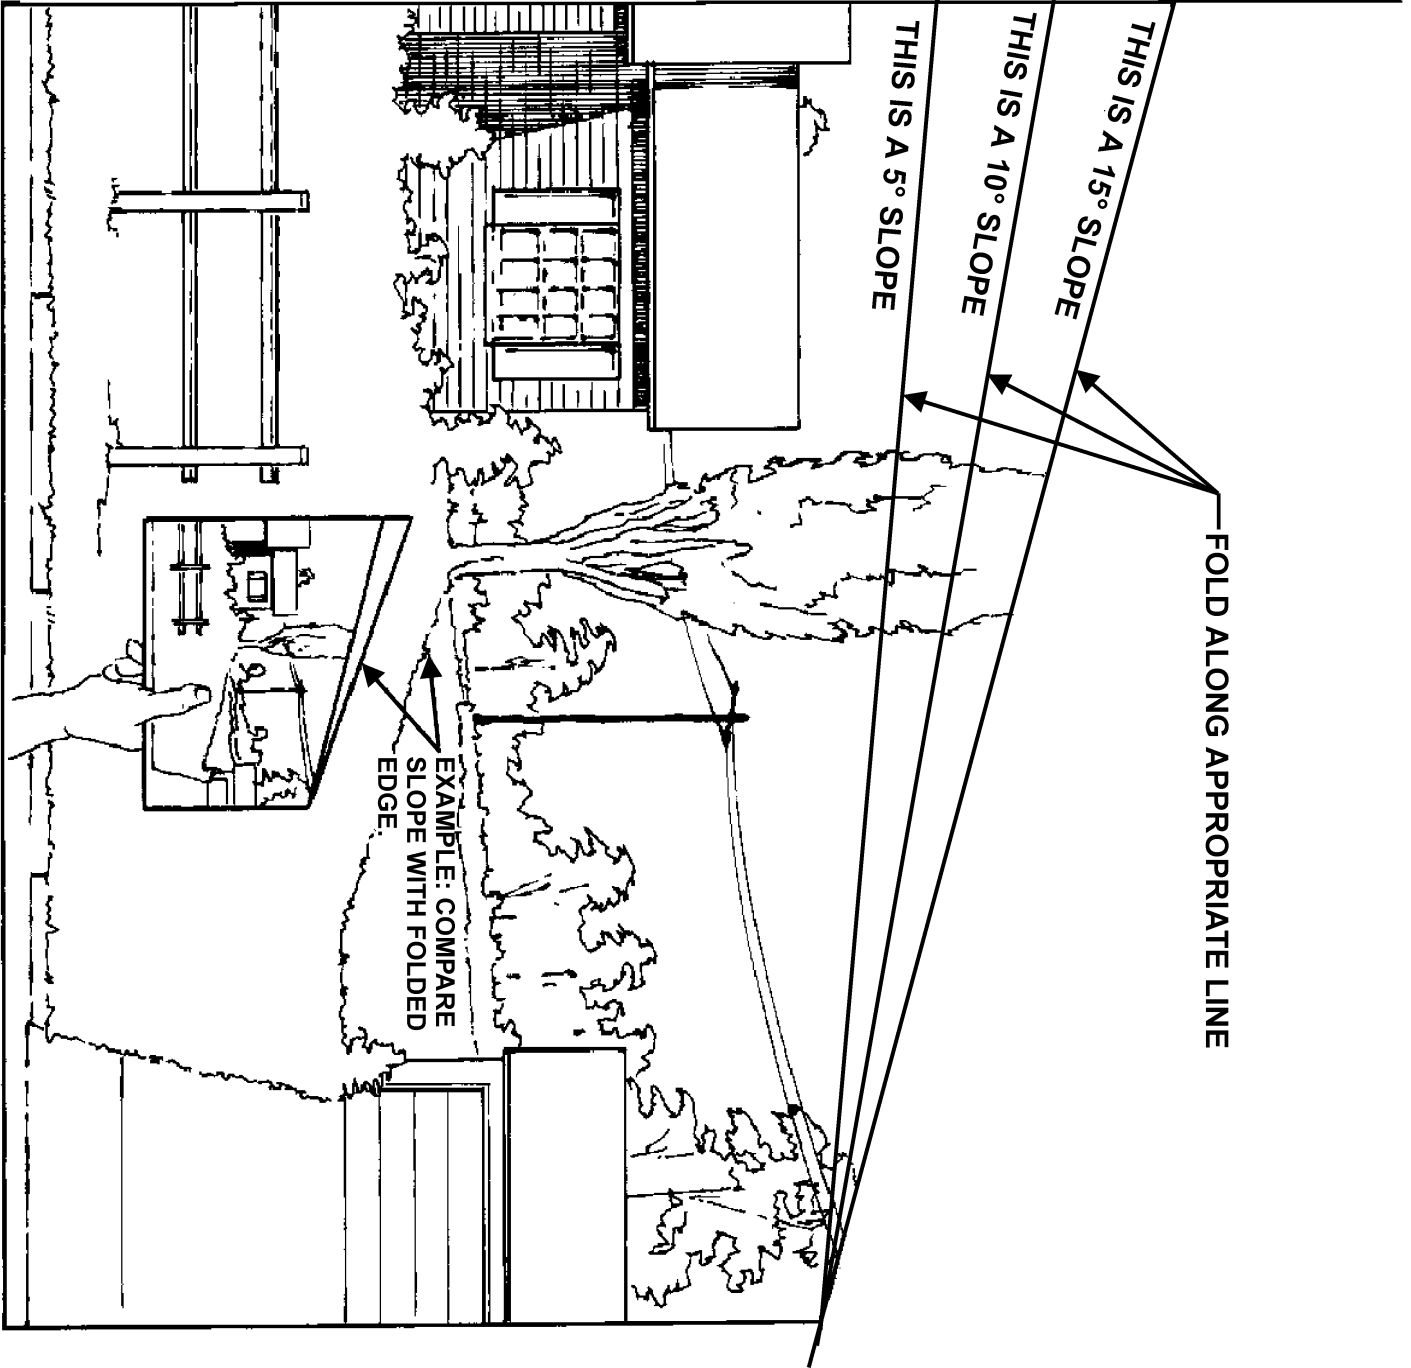 FOLD ALONG APPROPRIATE LINE
THIS IS A 15° SLOPE
THIS IS A 10° SLOPE
THIS IS A 5° SLOPE
EXAMPLE: COMPARE
SLOPE WITH FOLDED
EDGE.